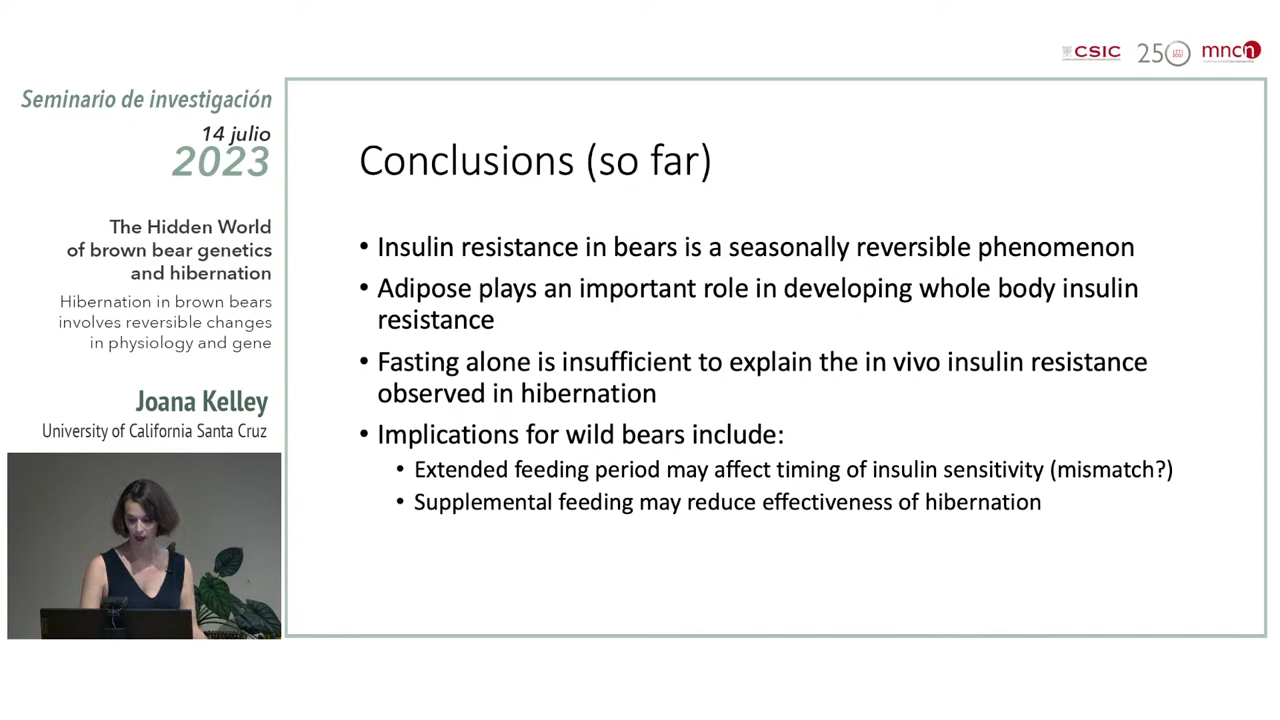 CSIC
250
mncn
Seminario de investigación
14 julio
2023
The Hidden World
of brown bear genetics
and hibernation
Hibernation in brown bears
involves reversible changes
in physiology and gene
Joana Kelley
University of California Santa Cruz
Conclusions (so far)
• Insulin resistance in bears is a seasonally reversible phenomenon
• Adipose plays an important role in developing whole body insulin
resistance
• Fasting alone is insufficient to explain the in vivo insulin resistance
observed in hibernation
• Implications for wild bears include:
• Extended feeding period may affect timing of insulin sensitivity (mismatch?)
• Supplemental feeding may reduce effectiveness of hibernation